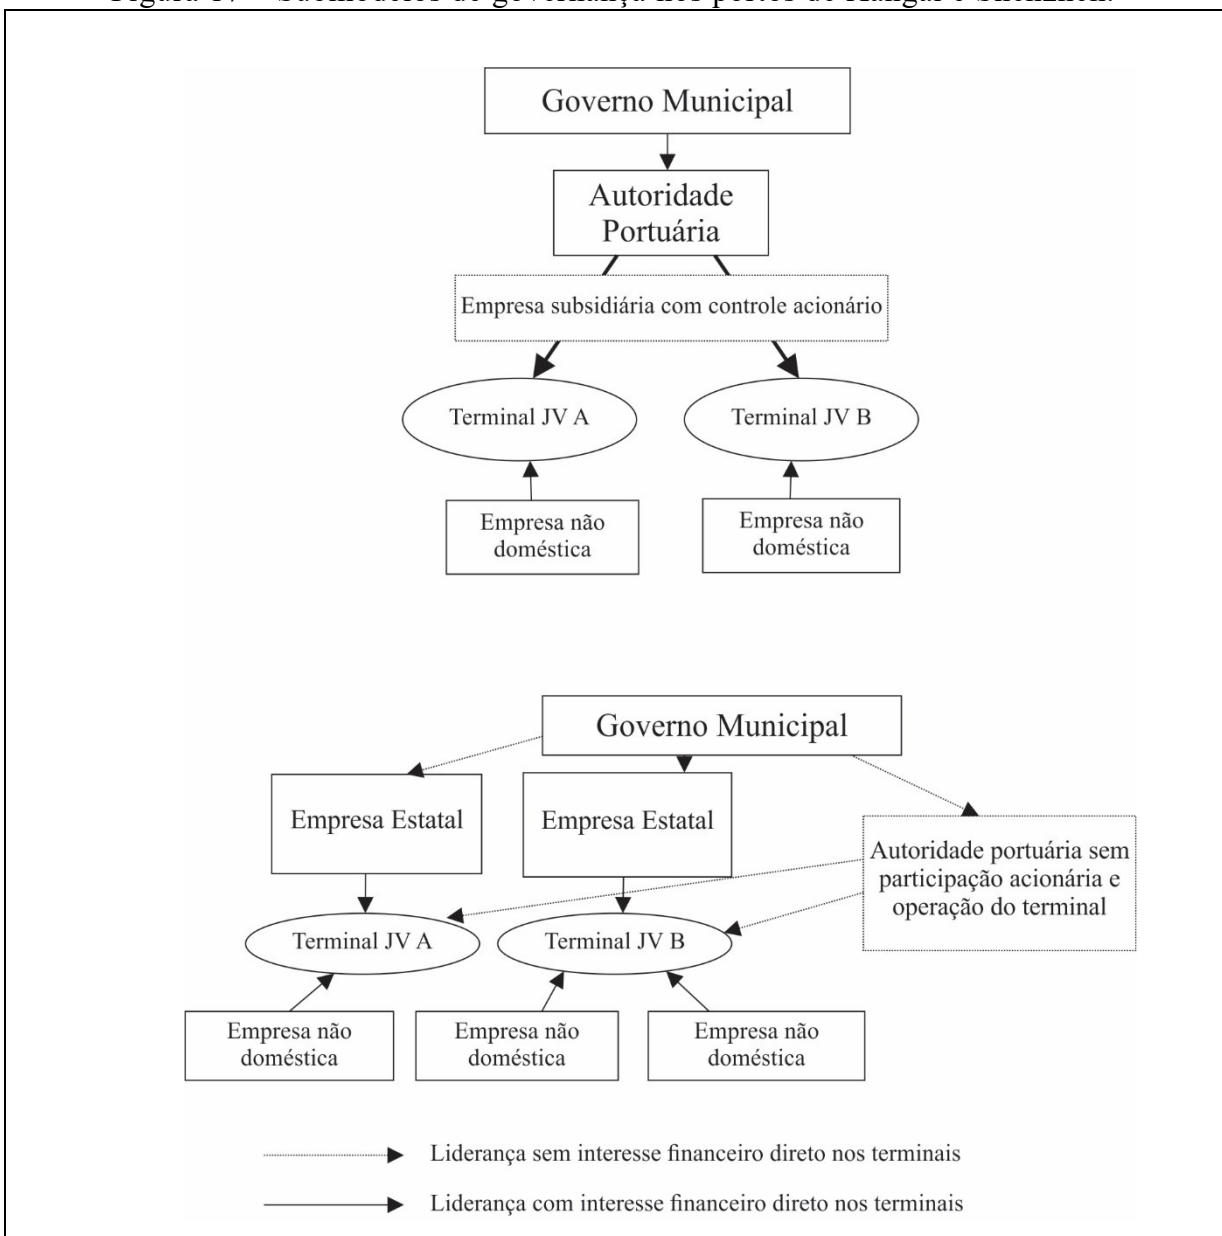 Governo Municipal
Autoridade
Portuária
Empresa subsidiária com controle acionário
Terminal JV A
Terminal JV B
Empresa não
doméstica
Empresa não
doméstica
Governo Municipal
Empresa Estatal
Empresa Estatal
Autoridade portuária sem
participação acionária e
operação do terminal
Terminal JV A
Terminal JV B
Empresa não
doméstica
Empresa não
doméstica
Empresa não
doméstica
Liderança sem interesse financeiro direto nos terminais
Liderança com interesse financeiro direto nos terminais